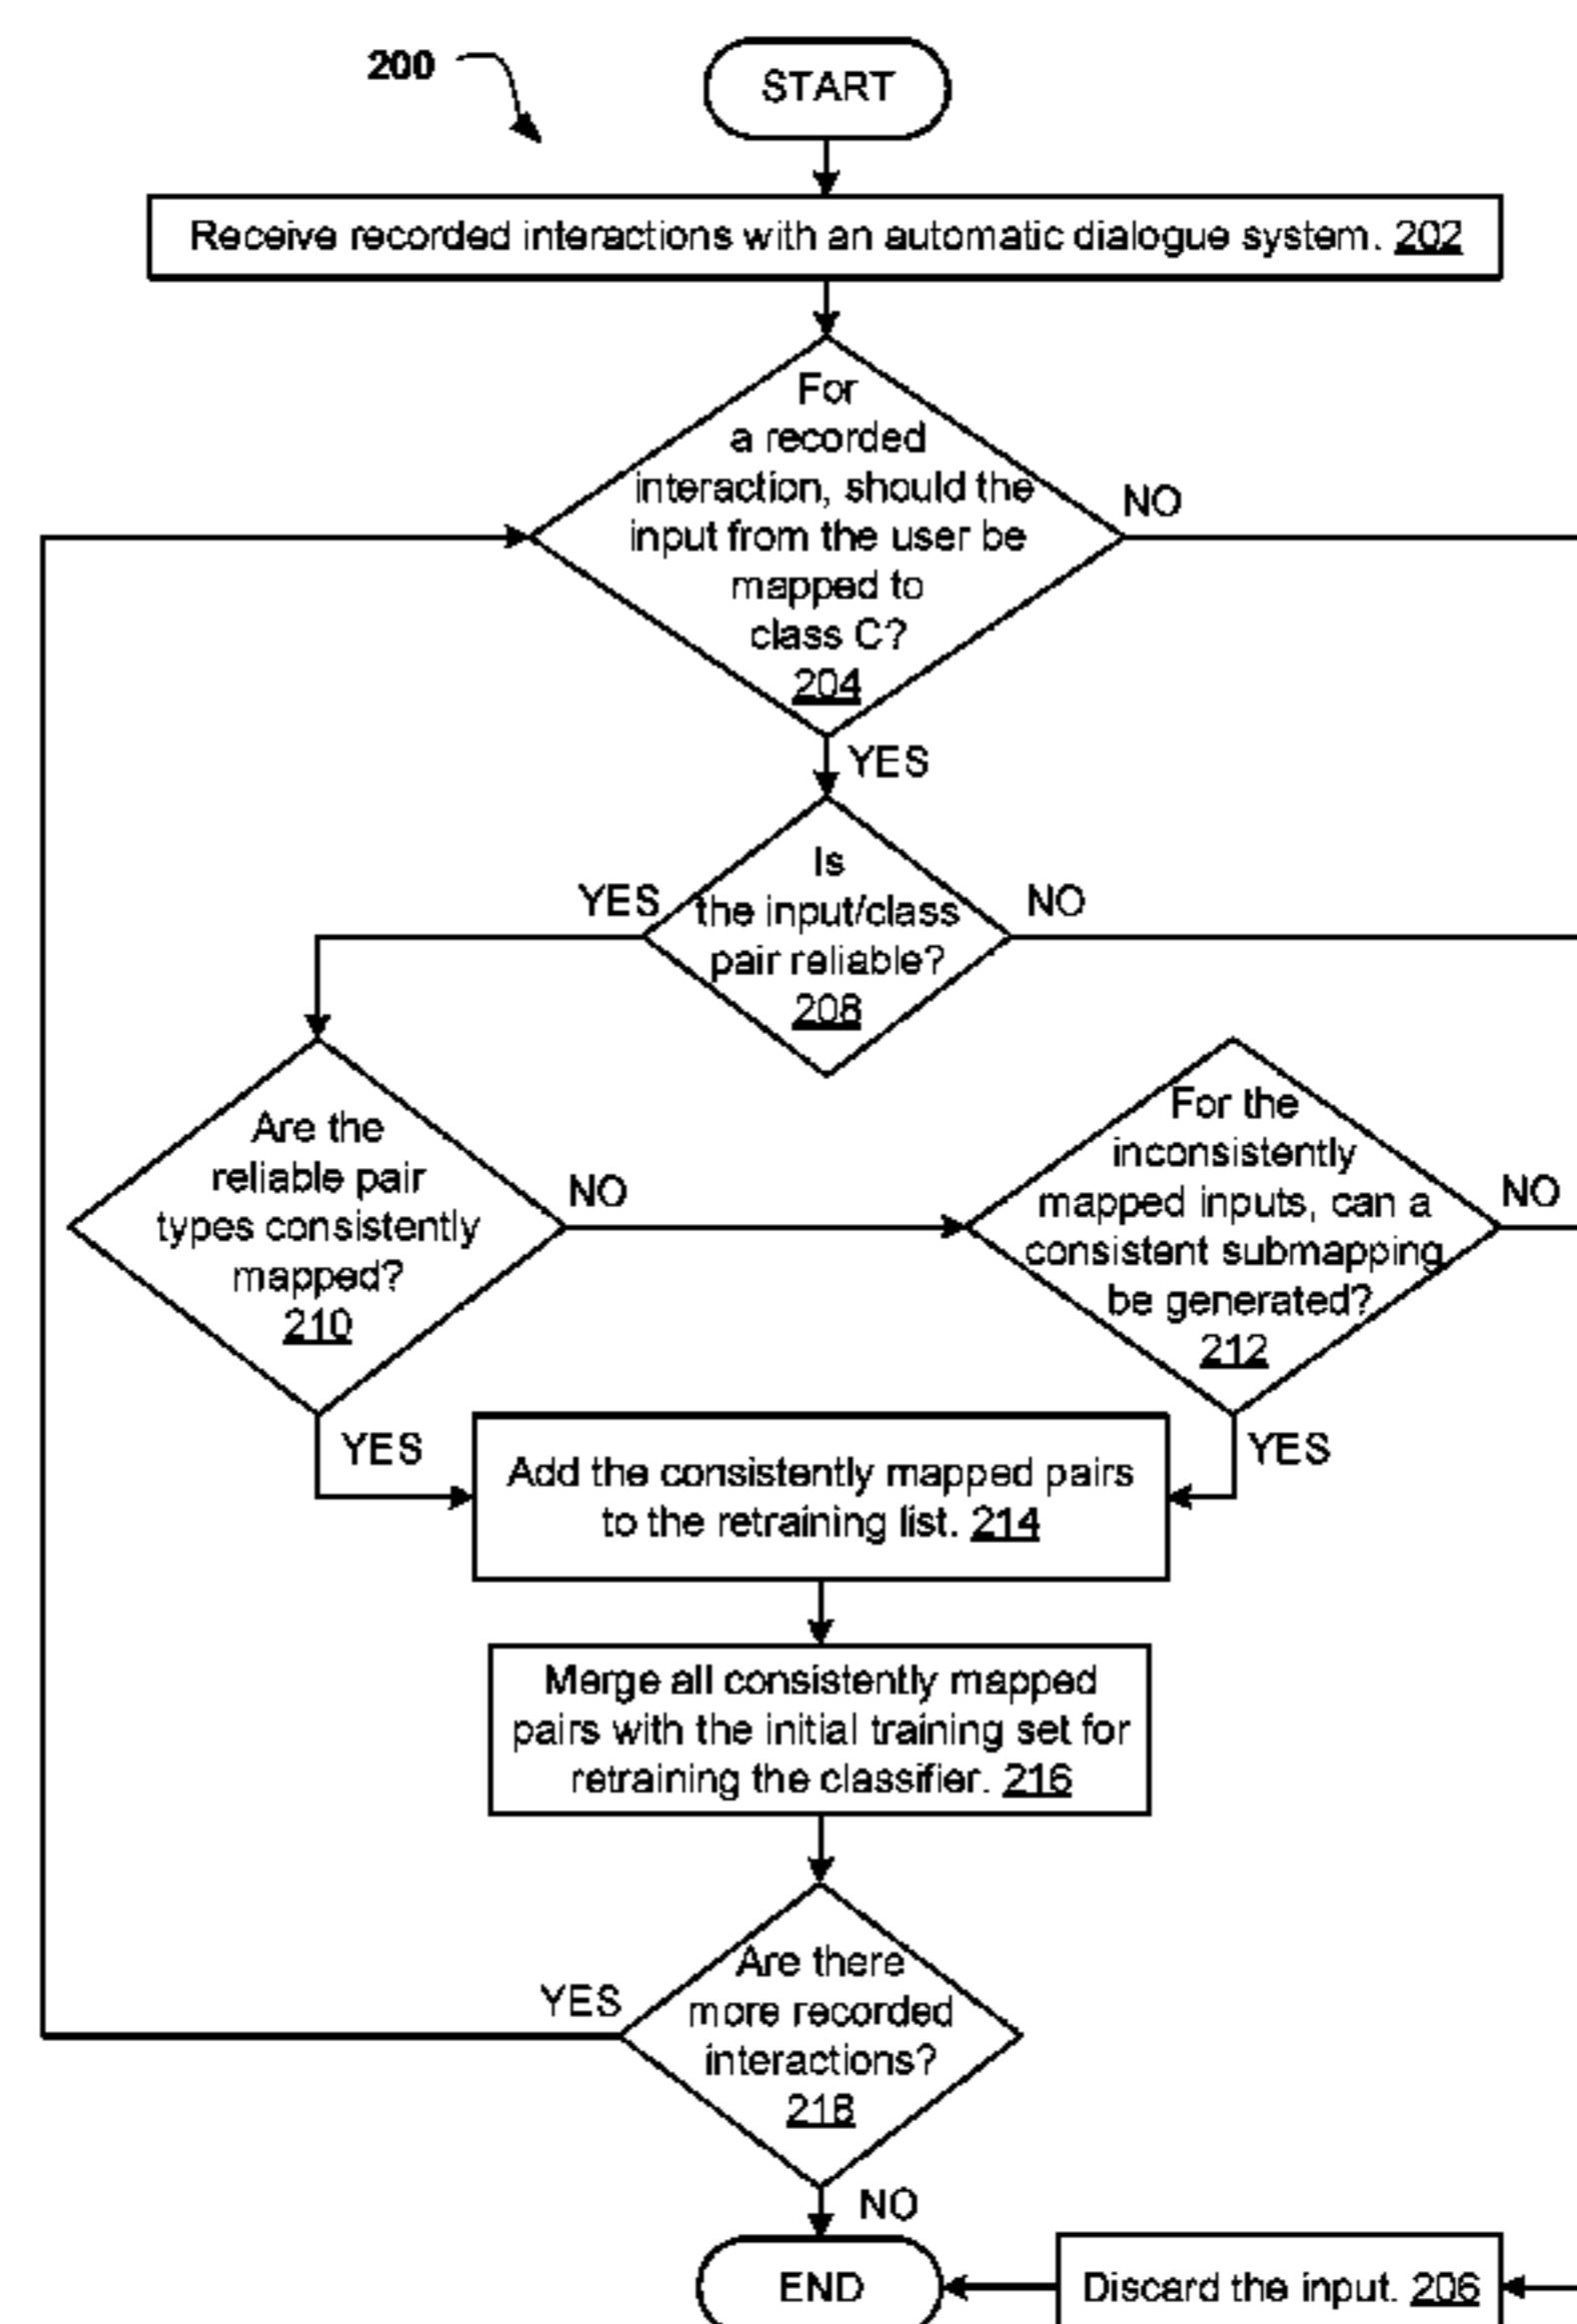 200
START
Receive recorded interactions with an automatic dialogue system. 202
For
a recorded
interaction, should the
input from the user be
mapped to
class C?
204
NO
YES
Is
the input/class
pair reliable?
208
YES
NO
Are the
reliable pair
types consistently
mapped?
210
NO
For the
inconsistently
mapped inputs, can a
consistent submapping
be generated?
212
NO
YES
YES
Add the consistently mapped pairs
to the retraining list. 214
Merge all consistently mapped
pairs with the initial training set for
retraining the classifier. 216
Are there
more recorded
interactions?
218
YES
NO
END
Discard the input. 206